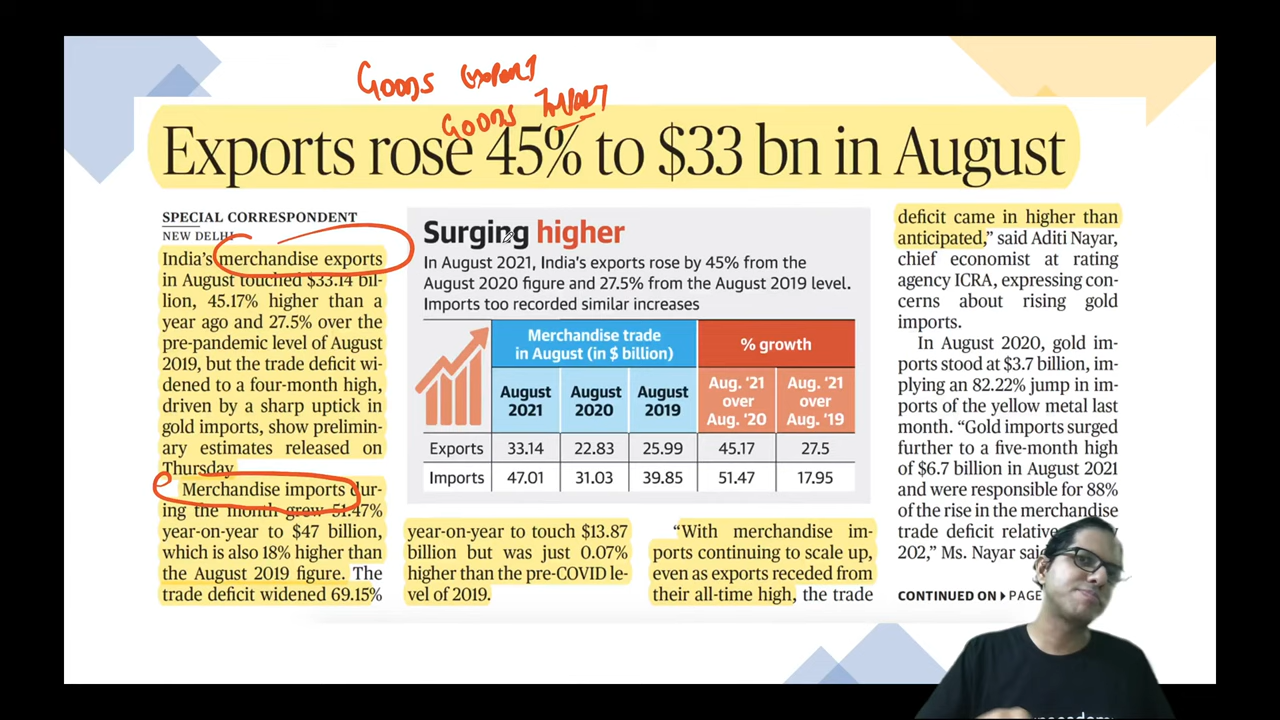 Goods Export
Goods Import
Exports rose 45% to $33 bn in August
SPECIAL CORRESPONDENT
NEW DELHI
India's merchandise exports
in August touched $33.14 bil-
lion, 45.17% higher than a
year ago and 27.5% over the
pre-pandemic level of August
2019, but the trade deficit wi-
dened to a four-month high,
driven by a sharp uptick in
gold imports, show prelimin-
ary estimates released on
Thursday.
Merchandise imports dur-
ing the month grew 51.47%
year-on-year to $47 billion,
which is also 18% higher than
the August 2019 figure. The
trade deficit widened 69.15%
Surging higher
In August 2021, India's exports rose by 45% from the
August 2020 figure and 27.5% from the August 2019 level.
Imports too recorded similar increases
Merchandise trade
in August (in $ billion)
% growth
August
2021
August
2020
August
2019
Aug. '21
over
Aug. '20
Aug. '21
over
Aug. '19
Exports 33.14 22.83 25.99 45.17 27.5
Imports 47.01 31.03 39.85 51.47 17.95
year-on-year to touch $13.87
billion but was just 0.07%
higher than the pre-COVID le-
vel of 2019.
"With merchandise im-
ports continuing to scale up,
even as exports receded from
their all-time high, the trade
deficit came in higher than
anticipated," said Aditi Nayar,
chief economist at rating
agency ICRA, expressing con-
cerns about rising gold
imports.
In August 2020, gold im-
ports stood at $3.7 billion, im-
plying an 82.22% jump in im-
ports of the yellow metal last
month. "Gold imports surged
further to a five-month high
of $6.7 billion in August 2021
and were responsible for 88%
of the rise in the merchandise
trade deficit relative
202," Ms. Nayar said
CONTINUED ON PAGE